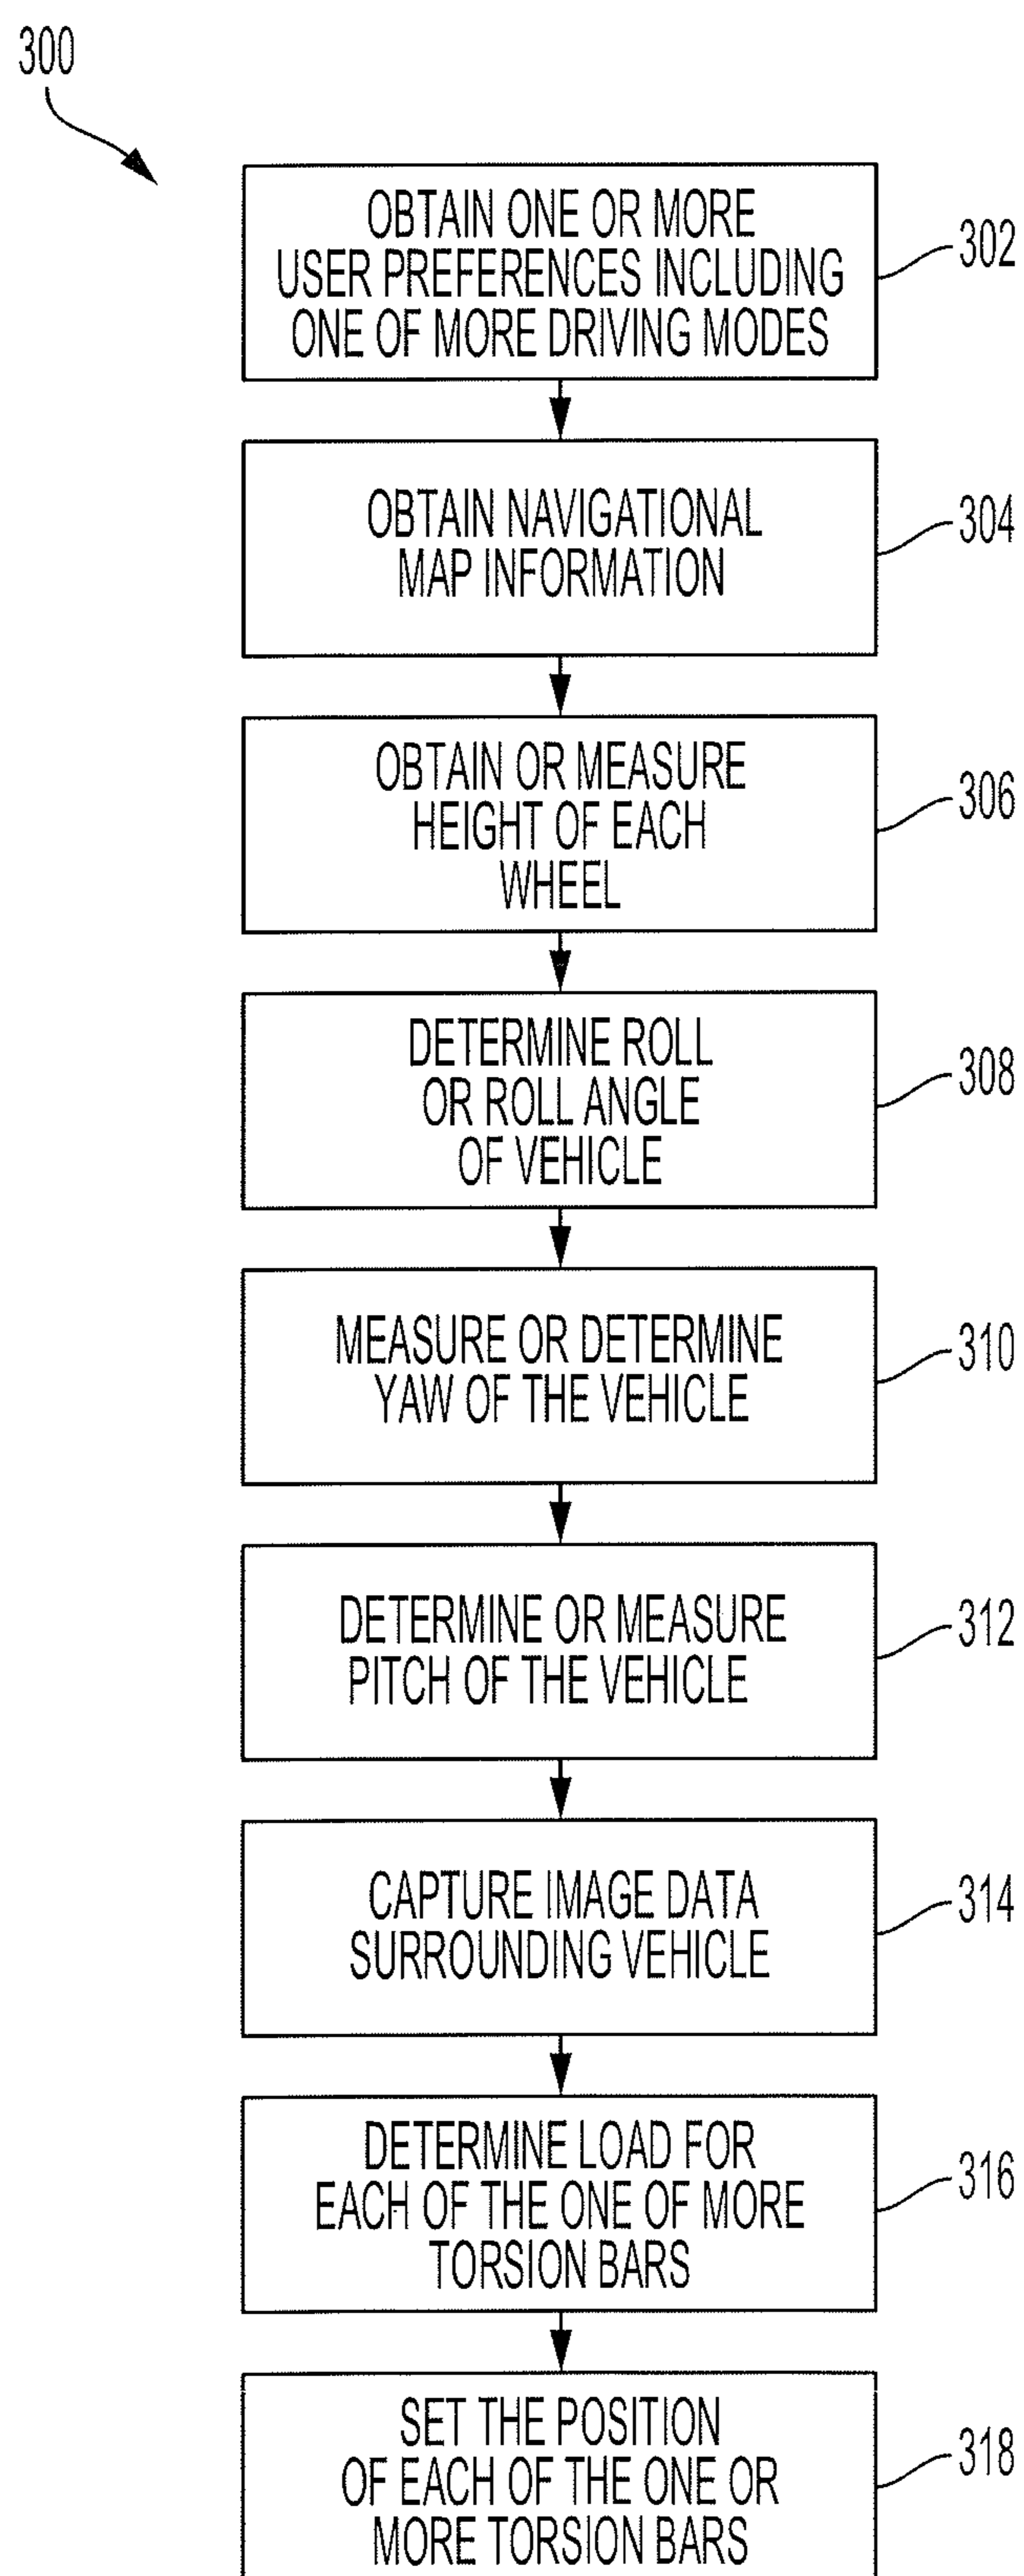 300
OBTAIN ONE OR MORE
USER PREFERENCES INCLUDING
ONE OF MORE DRIVING MODES
302
OBTAIN NAVIGATIONAL
MAP INFORMATION
304
OBTAIN OR MEASURE
HEIGHT OF EACH
WHEEL
306
DETERMINE ROLL
OR ROLL ANGLE
OF VEHICLE
308
MEASURE OR DETERMINE
YAW OF THE VEHICLE
310
DETERMINE OR MEASURE
PITCH OF THE VEHICLE
312
CAPTURE IMAGE DATA
SURROUNDING VEHICLE
314
DETERMINE LOAD FOR
EACH OF THE ONE OF MORE
TORSION BARS
316
SET THE POSITION
OF EACH OF THE ONE OR
MORE TORSION BARS
318